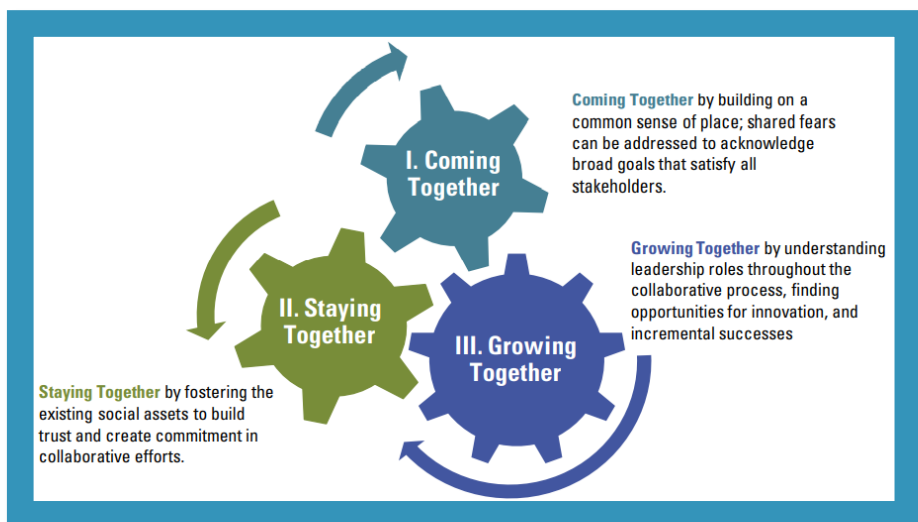 I. Coming
Together
Coming Together by building on a
common sense of place; shared fears
can be addressed to acknowledge
broad goals that satisfy all
stakeholders.
II. Staying
Together
Staying Together by fostering the
existing social assets to build
trust and create commitment in
collaborative efforts.
III. Growing
Together
Growing Together by understanding
leadership roles throughout the
collaborative process, finding
opportunities for innovation, and
incremental successes